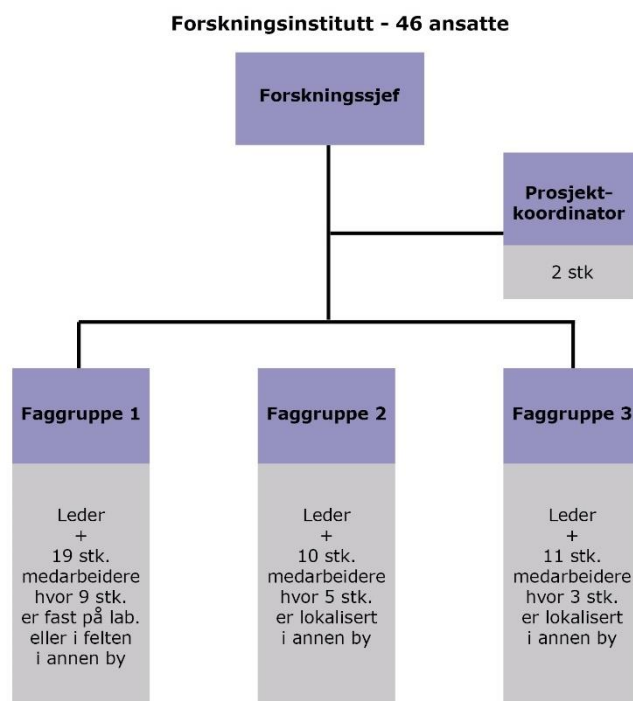 Forskningsinstitutt - 46 ansatte
Forskningssjef
Prosjekt-
koordinator
2 stk
Faggruppe 1
Leder
+
19 stk.
medarbeidere
hvor 9 stk.
er fast på lab.
eller i felten
i annen by
Faggruppe 2
Leder
+
10 stk.
medarbeidere
hvor 5 stk.
er lokalisert
i annen by
Faggruppe 3
Leder
+
11 stk.
medarbeidere
hvor 3 stk.
er lokalisert
i annen by